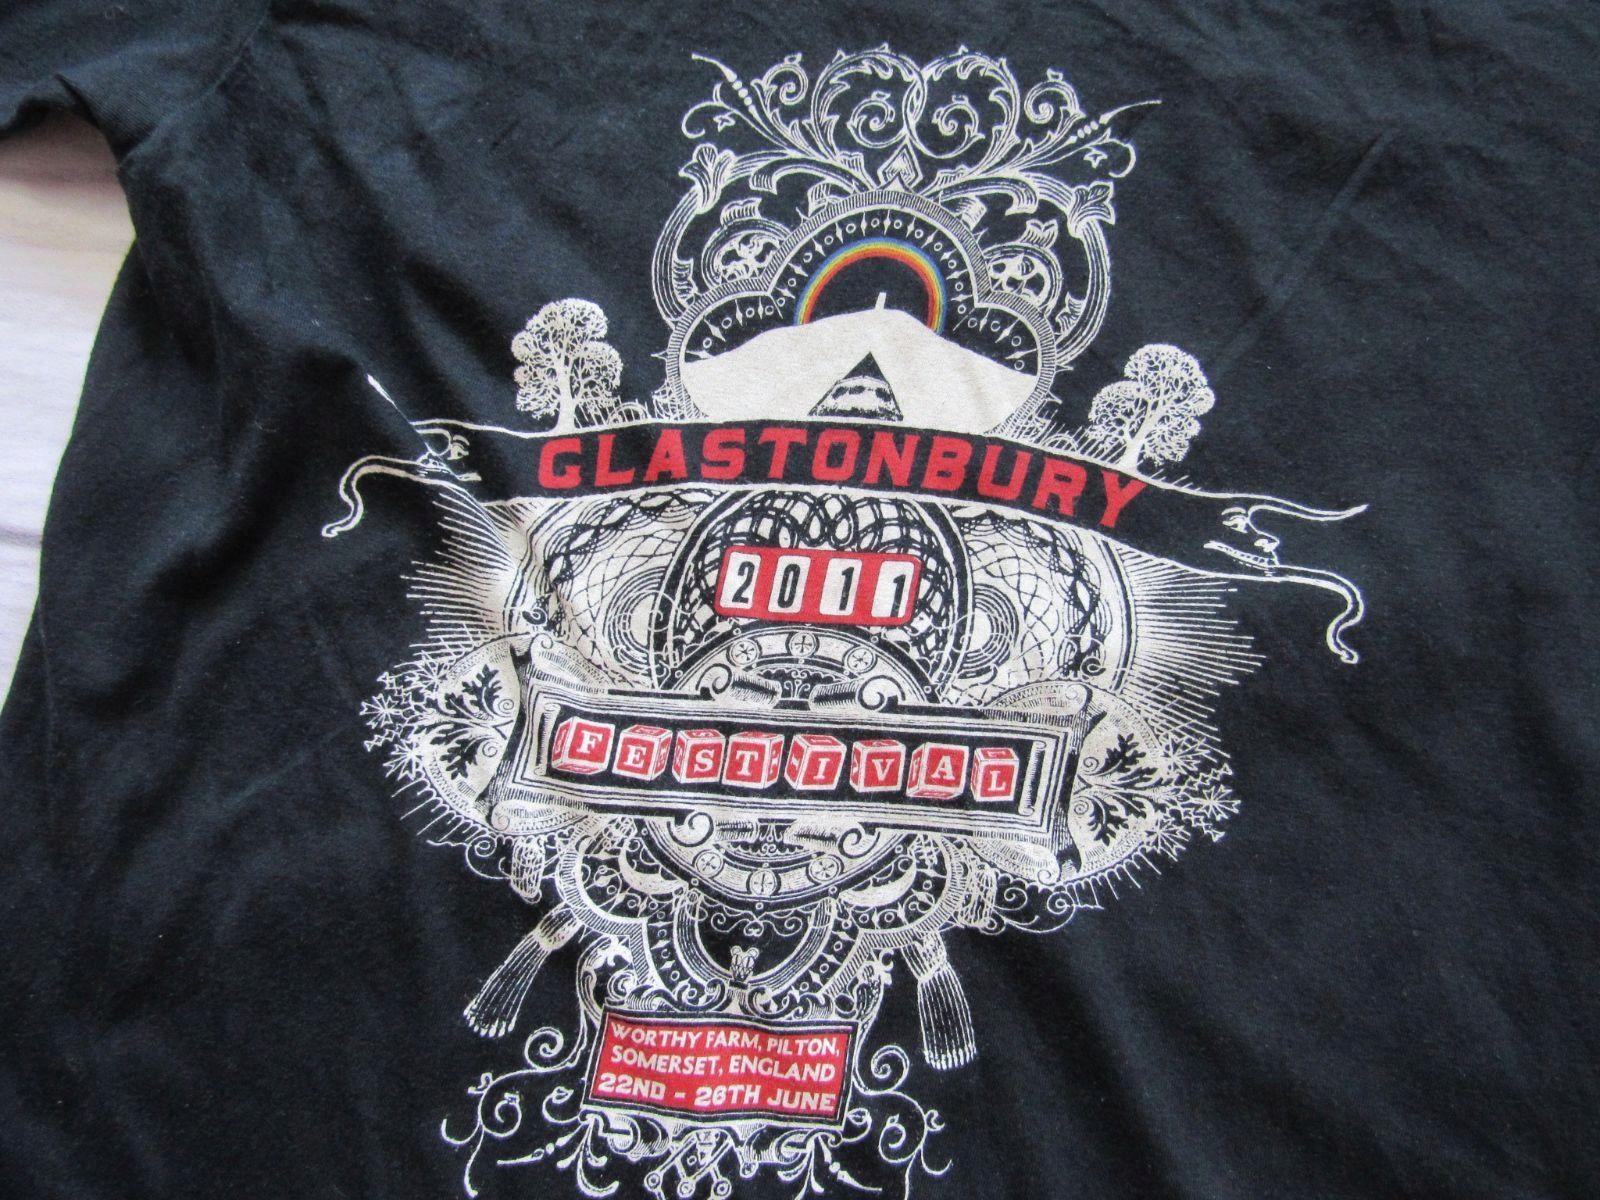 GLASTONBURY
2011
FESTIVAL
WORTHY FARM, PILTON,
SOMERSET, ENGLAND
22ND - 26TH JUNE